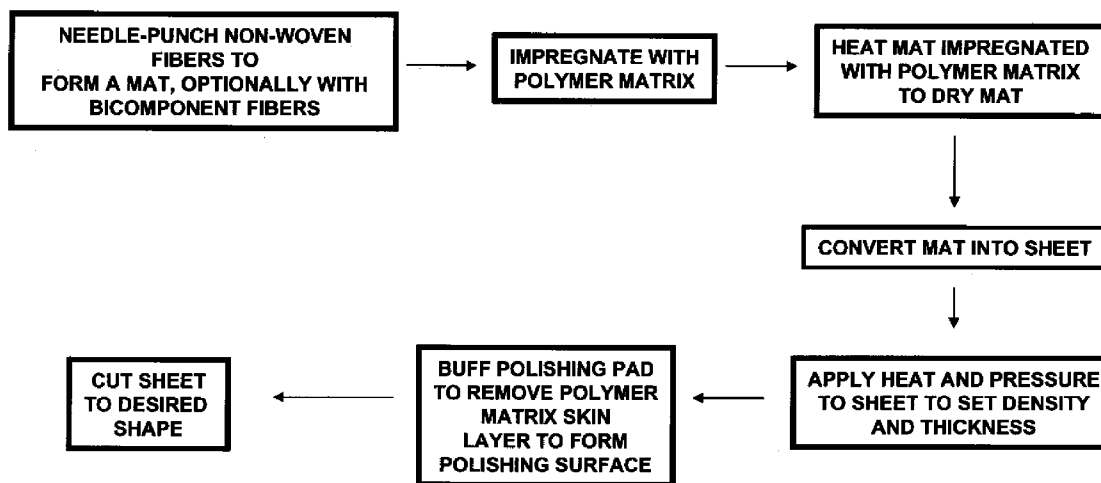 NEEDLE-PUNCH NON-WOVEN
FIBERS TO
FORM A MAT, OPTIONALLY WITH
BICOMPONENT FIBERS
IMPREGNATE WITH
POLYMER MATRIX
HEAT MAT IMPREGNATED
WITH POLYMER MATRIX
TO DRY MAT
CONVERT MAT INTO SHEET
APPLY HEAT AND PRESSURE
TO SHEET TO SET DENSITY
AND THICKNESS
BUFF POLISHING PAD
TO REMOVE POLYMER
MATRIX SKIN
LAYER TO FORM
POLISHING SURFACE
CUT SHEET
TO DESIRED
SHAPE